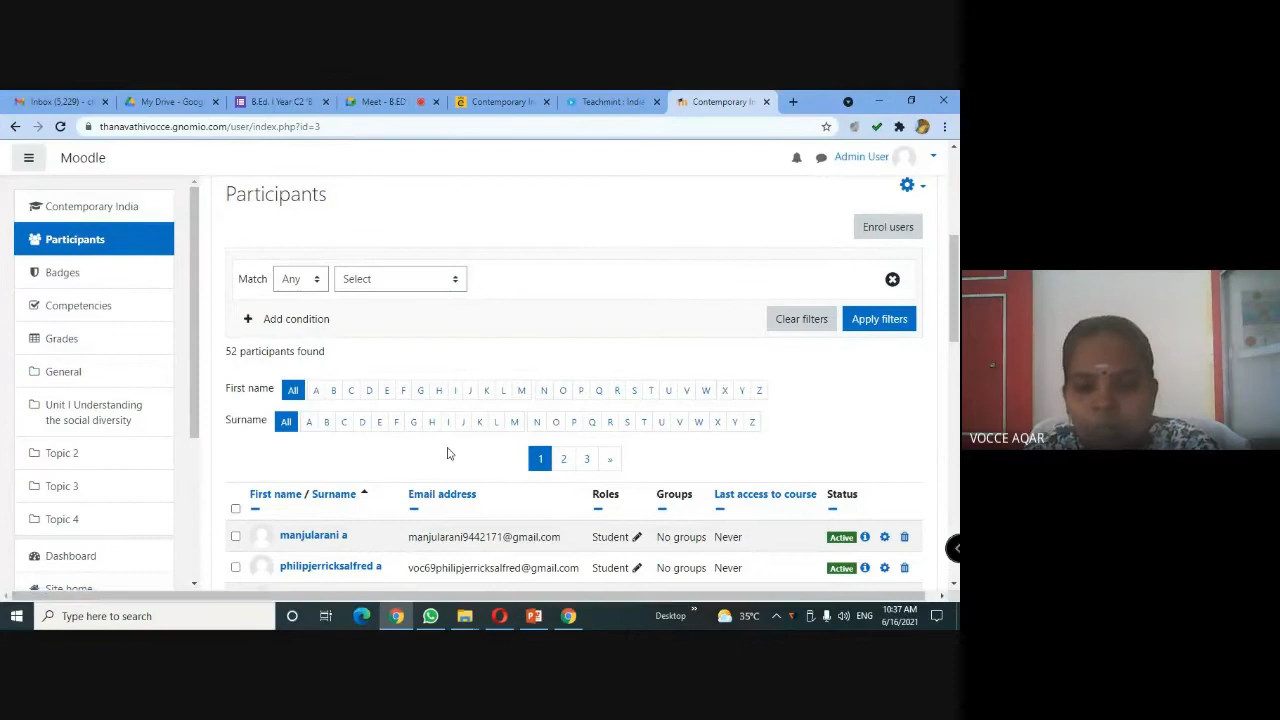 Inbox (5,229) - ct
My Drive - Goog
B.Ed. I Year C2 'B
Meet - B.ED
Contemporary In
Teachmint : India
Contemporary In
thanavathivocce.gnomio.com/user/index.php?id=3
Moodle
Admin User
Contemporary India
Participants
Badges
Competencies
Grades
General
Unit I Understanding
the social diversity
Topic 2
Topic 3
Topic 4
Dashboard
Site home
Participants
Enrol users
Match Any Select
Add condition
Clear filters Apply filters
52 participants found
First name All A B C D E F G H I J K L M N O P Q R S T U V W X Y Z
Surname All A B C D E F G H I J K L M N O P Q R S T U V W X Y Z
1 2 3 »
First name / Surname Email address Roles Groups Last access to course Status
manjularani a manjularani9442171@gmail.com Student No groups Never Active
philipjerricksalfred a voc69philipjerricksalfred@gmail.com Student No groups Never Active
VOCCE AQAR
Type here to search
Desktop
35°C
ENG
10:37 AM
6/16/2021